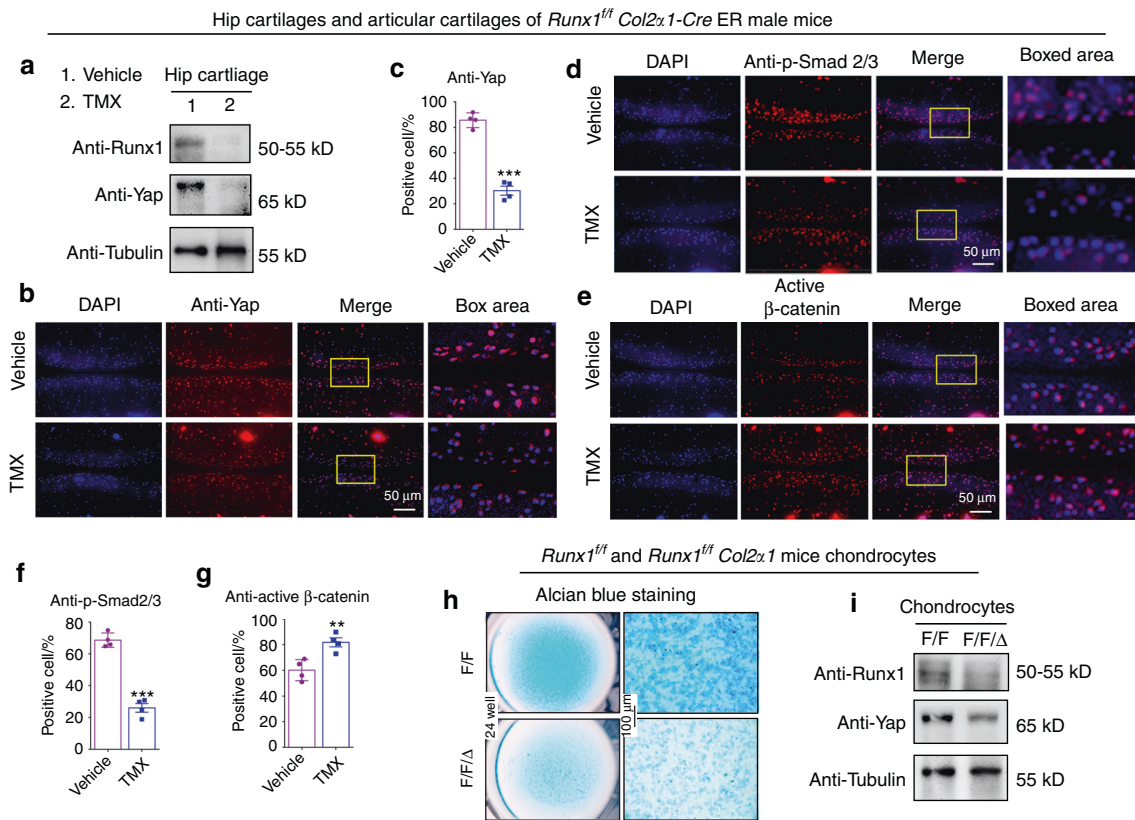 Hip cartilages and articular cartilages of Runx1f/f Col2α1-Cre ER male mice
a
1. Vehicle
2. TMX
Hip cartliage
1 2
Anti-Runx1
50–55 kD
Anti-Yap
65 kD
Anti-Tubulin
55 kD
c
Anti-Yap
Positive cell/%
100
80
60
40
20
0
***
Vehicle
TMX
d
DAPI Anti-p-Smad 2/3 Merge Boxed area
Vehicle
TMX
50 μm
b
DAPI Anti-Yap Merge Box area
Vehicle
TMX
50 μm
e
DAPI Active β-catenin Merge Boxed area
Vehicle
TMX
50 μm
f
Anti-p-Smad2/3
Positive cell/%
80
60
40
20
0
***
Vehicle
TMX
g
Anti-active β-catenin
Positive cell/%
100
80
60
40
20
0
**
Vehicle
TMX
Runx1f/f and Runx1f/f Col2α1 mice chondrocytes
h
Alcian blue staining
F/F
F/F/Δ
24 well
100 μm
i
Chondrocytes
F/F F/F/Δ
Anti-Runx1
50–55 kD
Anti-Yap
65 kD
Anti-Tubulin
55 kD